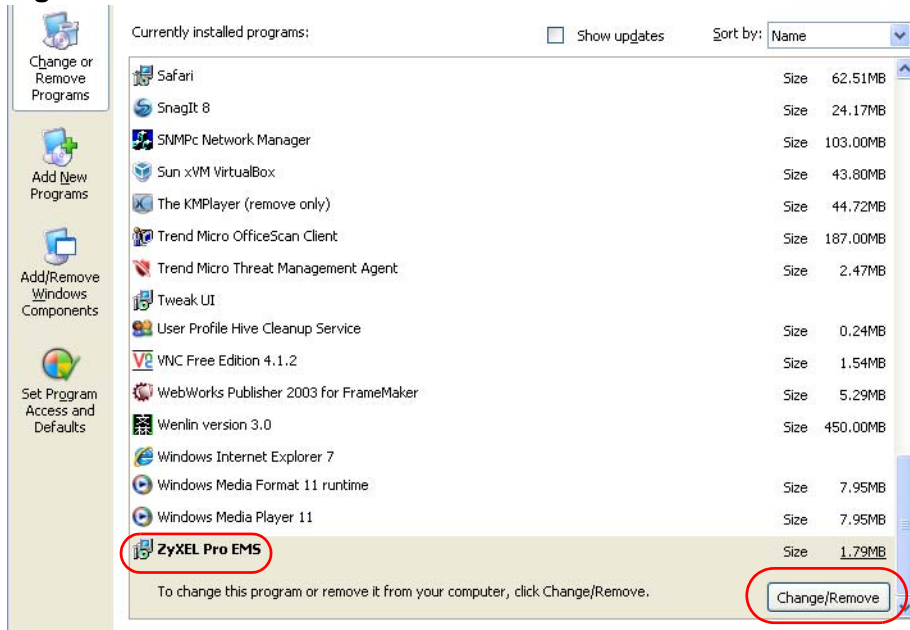 Change or
Remove
Programs
Add New
Programs
Add/Remove
Windows
Components
Set Program
Access and
Defaults
Currently installed programs: Show updates Sort by: Name
Safari Size 62.51MB
SnagIt 8 Size 24.17MB
SNMPc Network Manager Size 103.00MB
Sun xVM VirtualBox Size 43.80MB
The KMPlayer (remove only) Size 44.72MB
Trend Micro OfficeScan Client Size 187.00MB
Trend Micro Threat Management Agent Size 2.47MB
Tweak UI
User Profile Hive Cleanup Service Size 0.24MB
VNC Free Edition 4.1.2 Size 1.54MB
WebWorks Publisher 2003 for FrameMaker Size 5.29MB
Wenlin version 3.0 Size 450.00MB
Windows Internet Explorer 7
Windows Media Format 11 runtime Size 7.95MB
Windows Media Player 11 Size 7.95MB
ZyXEL Pro EMS Size 1.79MB
To change this program or remove it from your computer, click Change/Remove. Change/Remove